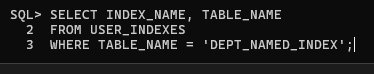 SQL> SELECT INDEX_NAME, TABLE_NAME
2 FROM USER_INDEXES
3 WHERE TABLE_NAME = 'DEPT_NAMED_INDEX';